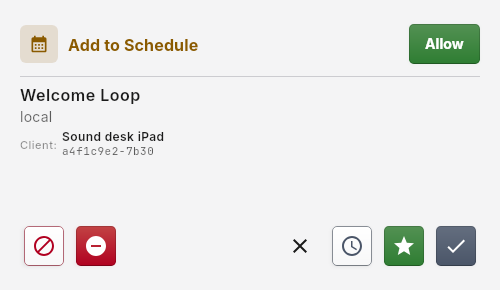 Add to Schedule
Allow
Welcome Loop
local
Client:
Sound desk iPad
a4f1c9e2-7b30